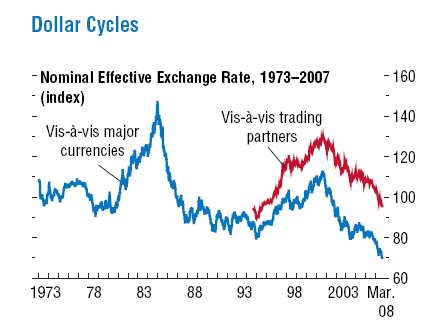 Dollar Cycles
Nominal Effective Exchange Rate, 1973–2007
(index)
Vis-à-vis major
currencies
Vis-à-vis trading
partners
160
140
120
100
80
60
1973 78 83 88 93 98 2003 Mar.
08